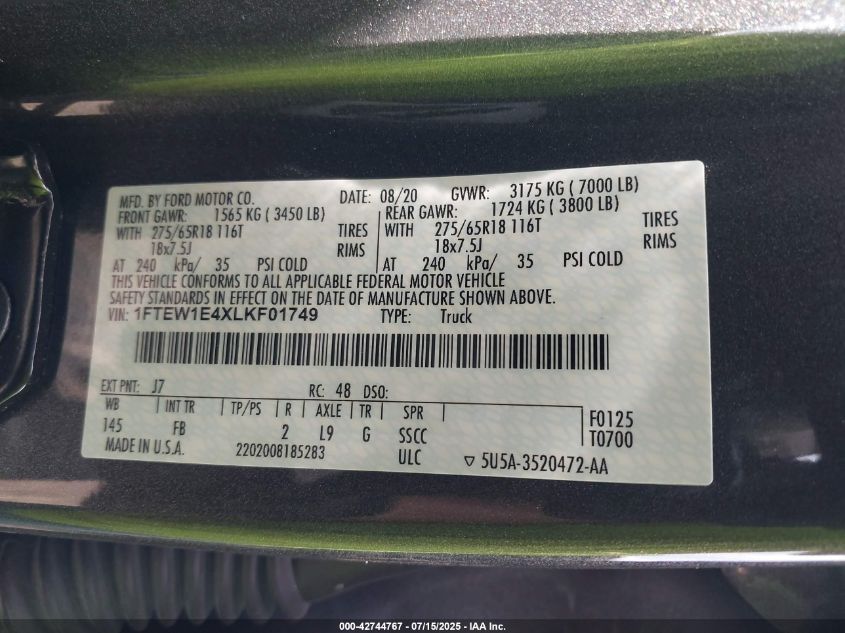 MFD. BY FORD MOTOR CO. DATE: 08/20 GVWR: 3175 KG ( 7000 LB)
FRONT GAWR: 1565 KG ( 3450 LB) REAR GAWR: 1724 KG ( 3800 LB)
WITH 275/65R18 116T TIRES WITH 275/65R18 116T TIRES
18x7.5J RIMS 18x7.5J RIMS
AT 240 kPa/ 35 PSI COLD AT 240 kPa/ 35 PSI COLD
THIS VEHICLE CONFORMS TO ALL APPLICABLE FEDERAL MOTOR VEHICLE
SAFETY STANDARDS IN EFFECT ON THE DATE OF MANUFACTURE SHOWN ABOVE.
VIN: 1FTEW1E4XLKF01749 TYPE: Truck
EXT PNT: J7 RC: 48 DSO:
WB INT TR TP/PS R AXLE TR SPR F0125
145 FB 2 L9 G SSCC T0700
MADE IN U.S.A. 2202008185283 ULC ▽ 5U5A-3520472-AA
000-42744767 - 07/15/2025 - IAA Inc.